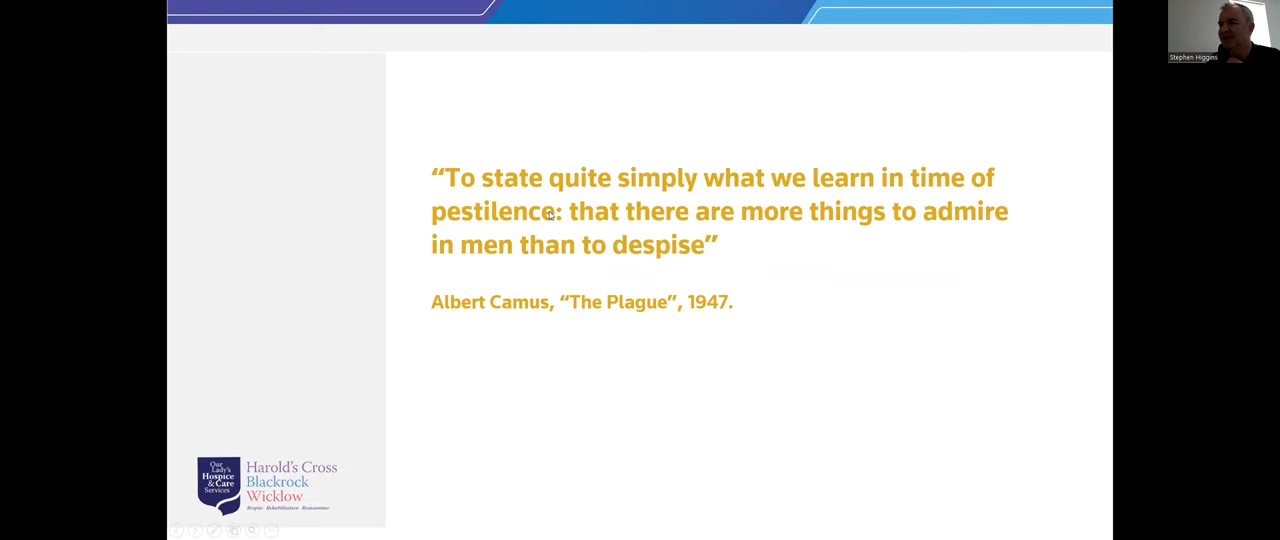 Stephen Higgins
“To state quite simply what we learn in time of
pestilence: that there are more things to admire
in men than to despise”
Albert Camus, “The Plague”, 1947.
Our
Lady's
Hospice
& Care
Services
Harold's Cross
Blackrock
Wicklow
Respite Rehabilitation Reassurance